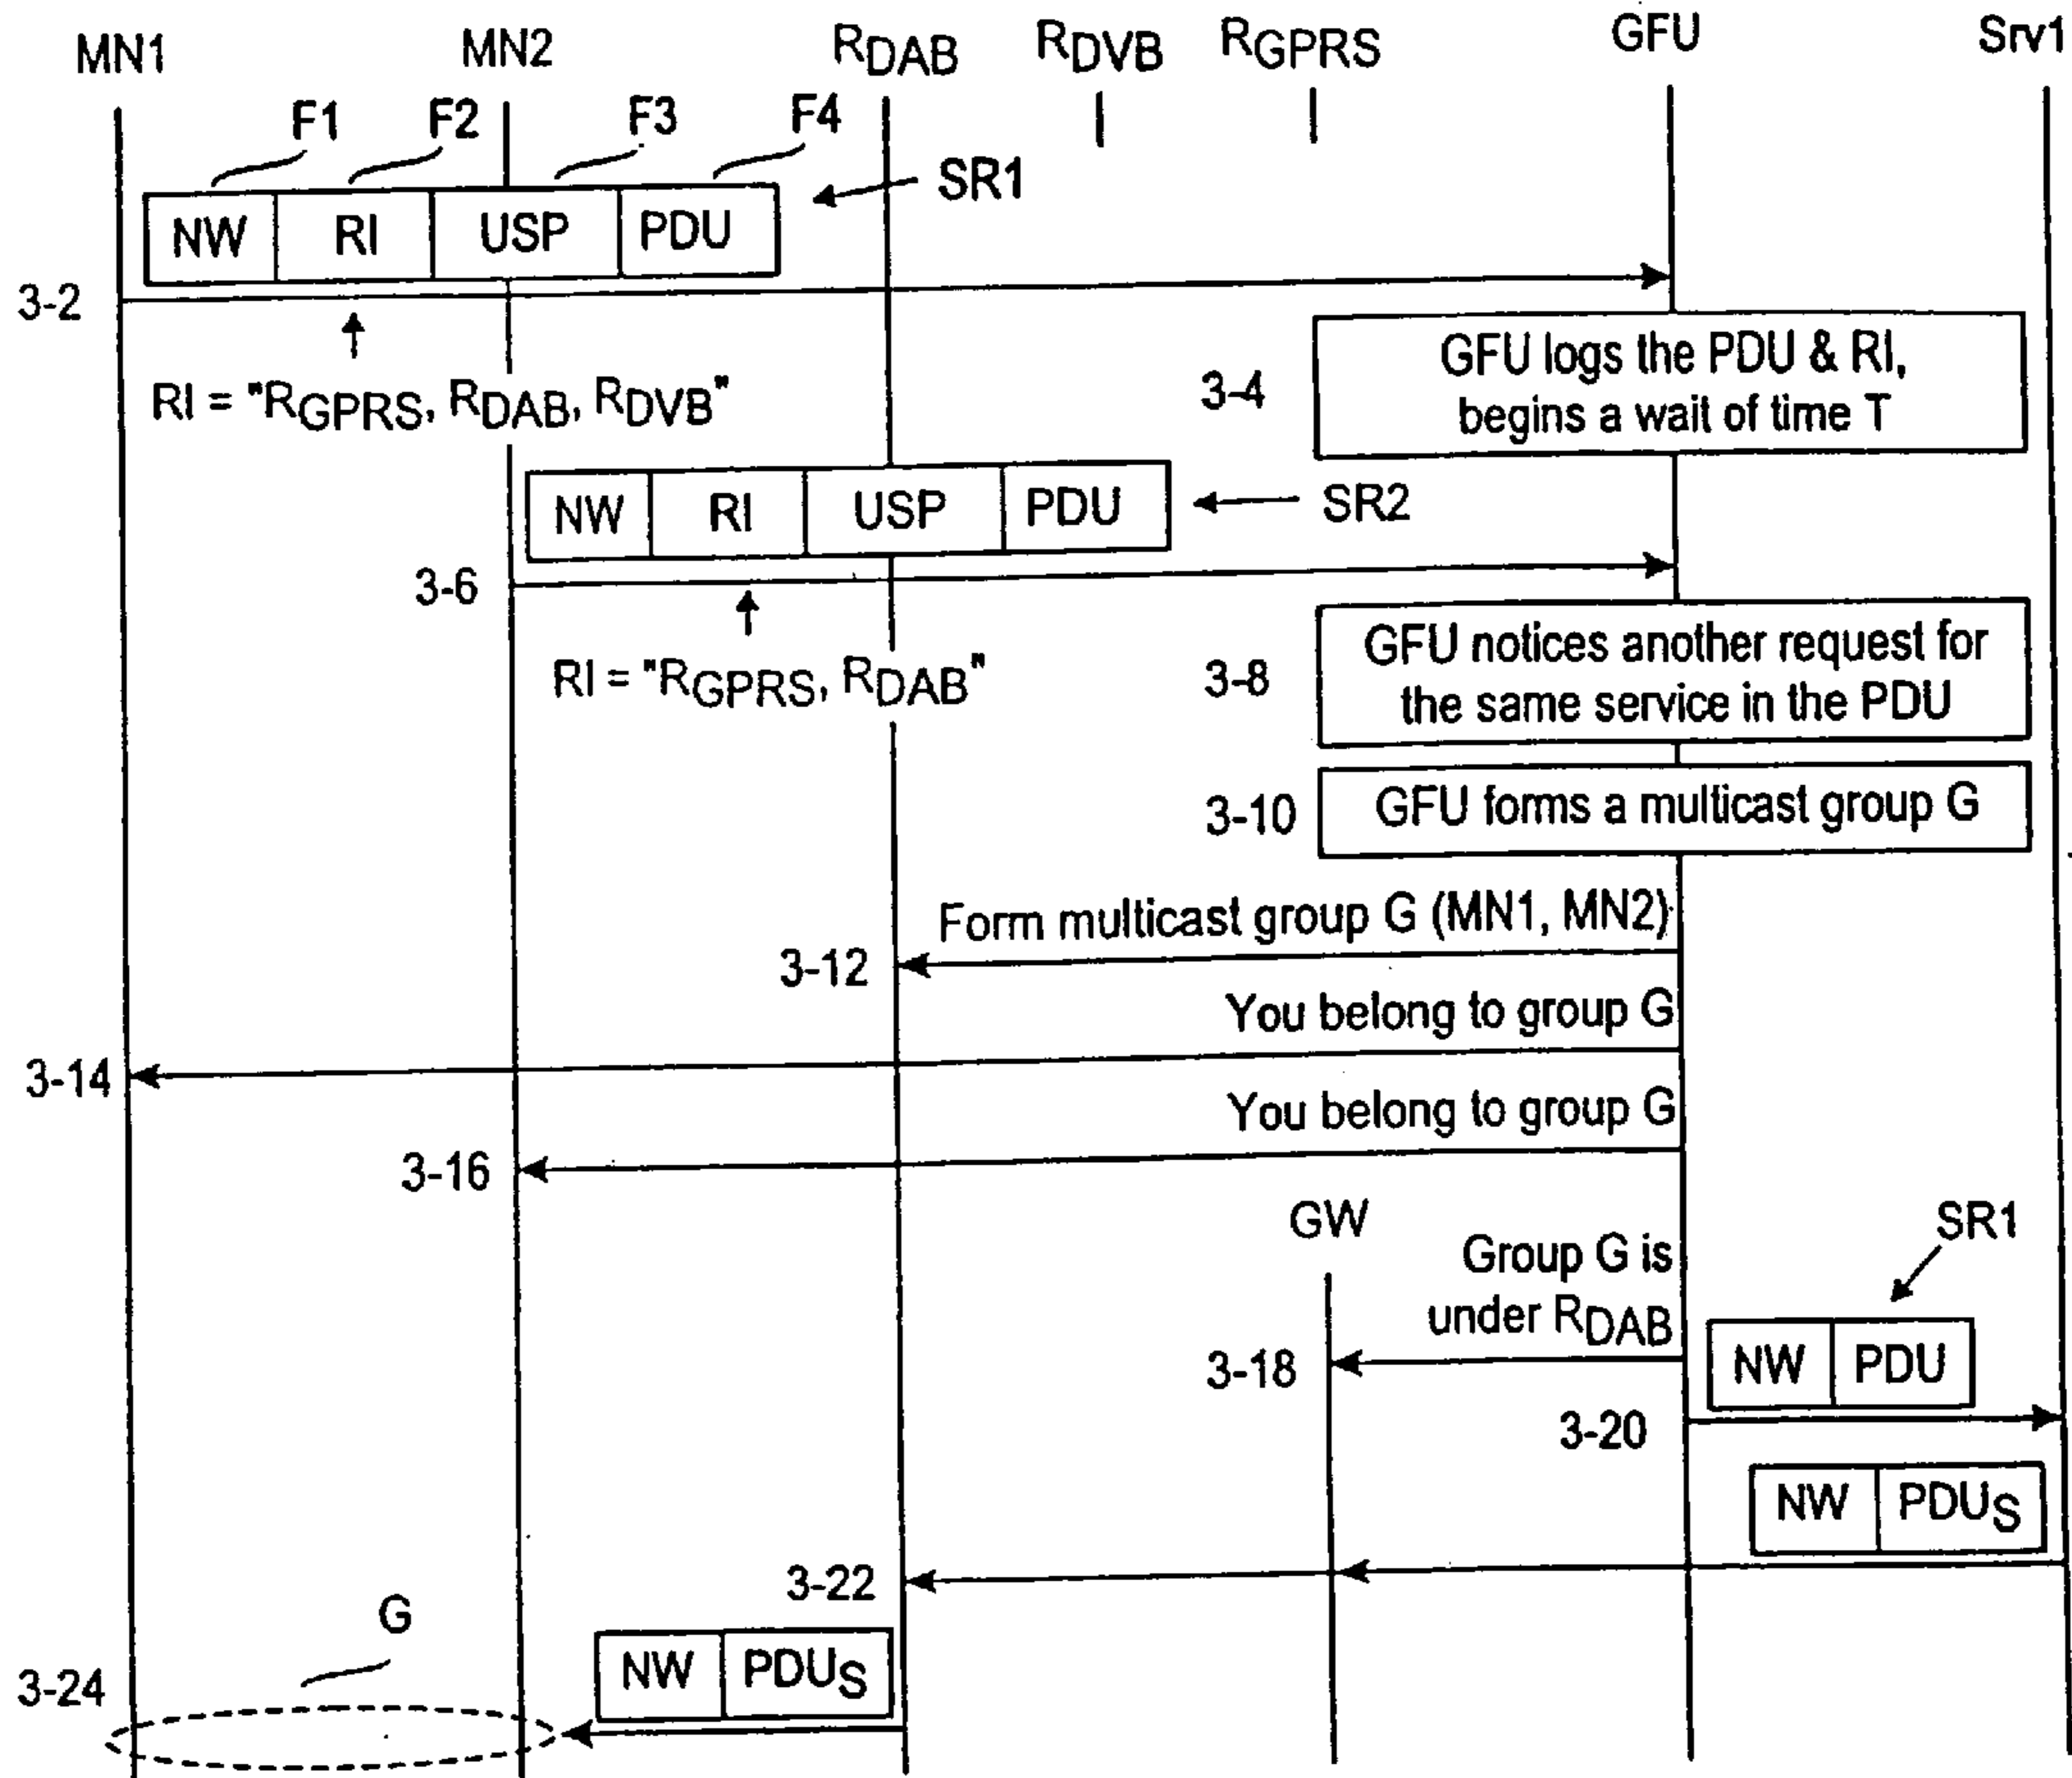 MN1 MN2 RDAB RDVB RGPRS GFU Srv1
F1 F2 F3 F4
SR1
NW RI USP PDU
3-2
RI = "RGPRS, RDAB, RDVB"
3-4
GFU logs the PDU & RI,
begins a wait of time T
NW RI USP PDU
SR2
3-6
RI = "RGPRS, RDAB"
3-8
GFU notices another request for
the same service in the PDU
3-10
GFU forms a multicast group G
Form multicast group G (MN1, MN2)
3-12
You belong to group G
3-14
You belong to group G
3-16
GW
SR1
Group G is
under RDAB
3-18
NW PDU
3-20
NW PDUS
3-22
G
NW PDUS
3-24